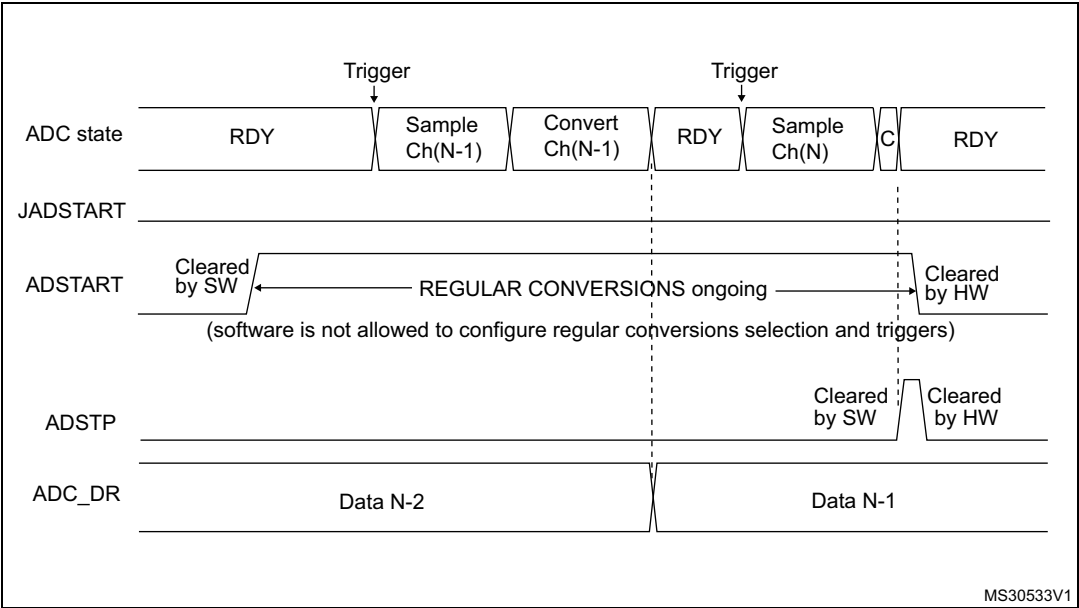 Trigger Trigger
ADC state RDY Sample Ch(N-1) Convert Ch(N-1) RDY Sample Ch(N) C RDY
JADSTART
ADSTART Cleared by SW REGULAR CONVERSIONS ongoing Cleared by HW
(software is not allowed to configure regular conversions selection and triggers)
ADSTP Cleared by SW Cleared by HW
ADC_DR Data N-2 Data N-1
MS30533V1